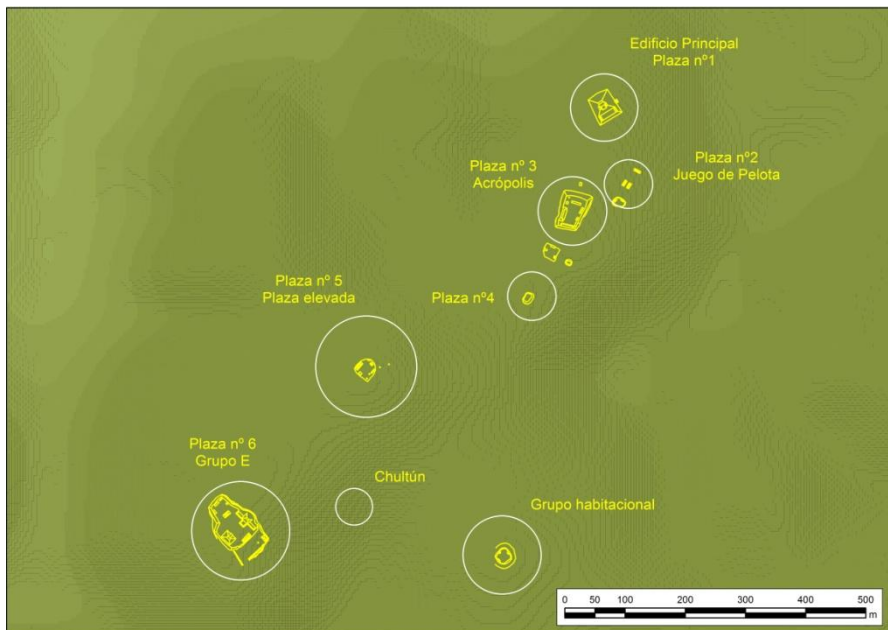 Edificio Principal
Plaza nº1
Plaza nº 3
Acrópolis
Plaza nº2
Juego de Pelota
Plaza nº 5
Plaza elevada
Plaza nº4
Plaza nº 6
Grupo E
Chultún
Grupo habitacional
0 50 100 200 300 400 500
m